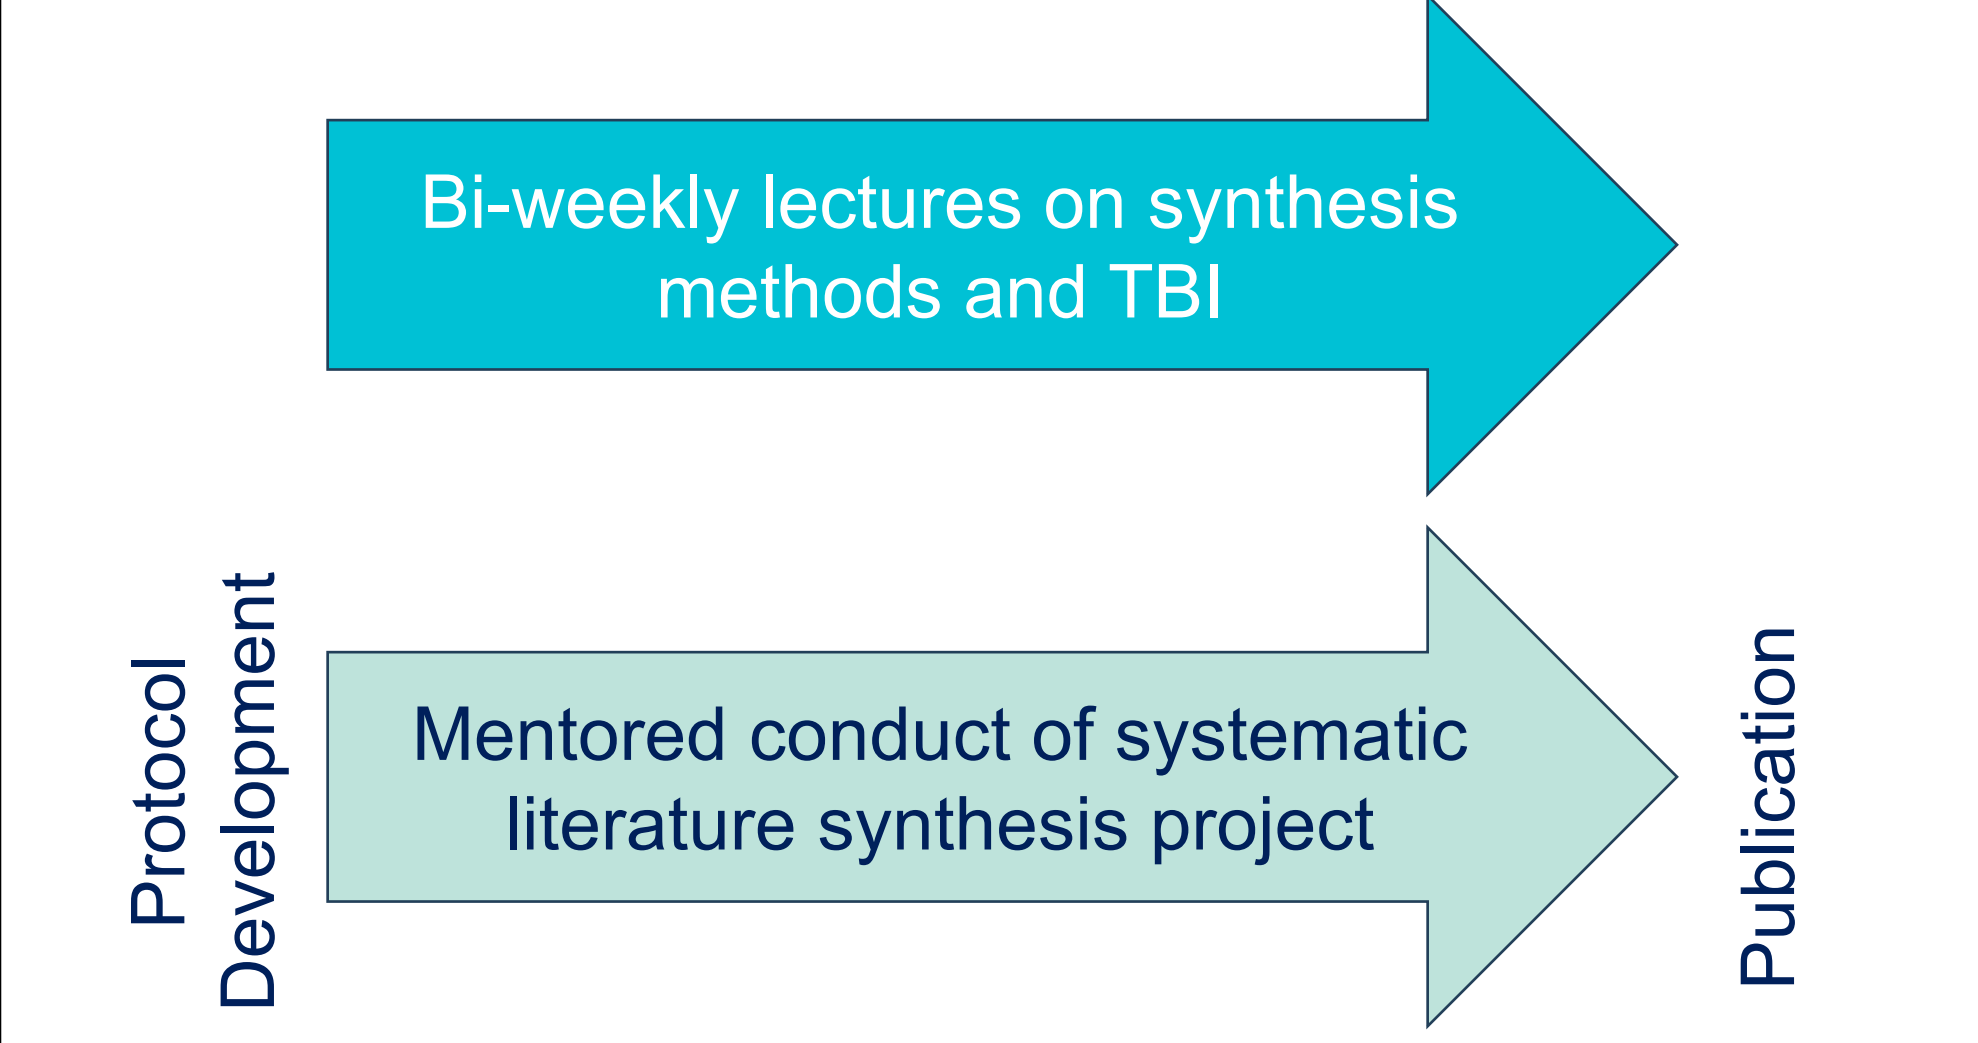 Bi-weekly lectures on synthesis
methods and TBI
Protocol
Development
Mentored conduct of systematic
literature synthesis project
Publication